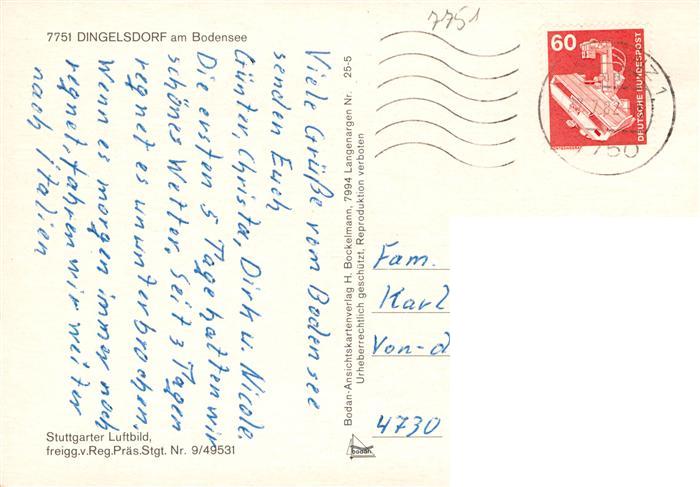 7751 DINGELSDORF am Bodensee
Viele Grüße vom Bodensee
senden Euch
Günter, Christa, Dirk u. Nicole
Die ersten 5 Tage hatten wir
schönes Wetter. Seit 3 Tagen
regnet es ununterbrochen.
Wenn es morgen immer noch
regnet, fahren wir weiter
nach Italien
Stuttgarter Luftbild,
freigg.v.Reg.Präs.Stgt. Nr. 9/49531
Bodan-Ansichtskartenverlag H. Bockelmann, 7994 Langenargen Nr. 25-5
Urheberrechtlich geschützt, Reproduktion verboten
bodan
7751
60
DEUTSCHE BUNDESPOST
7750
Fam.
Karl
Von-d
4730